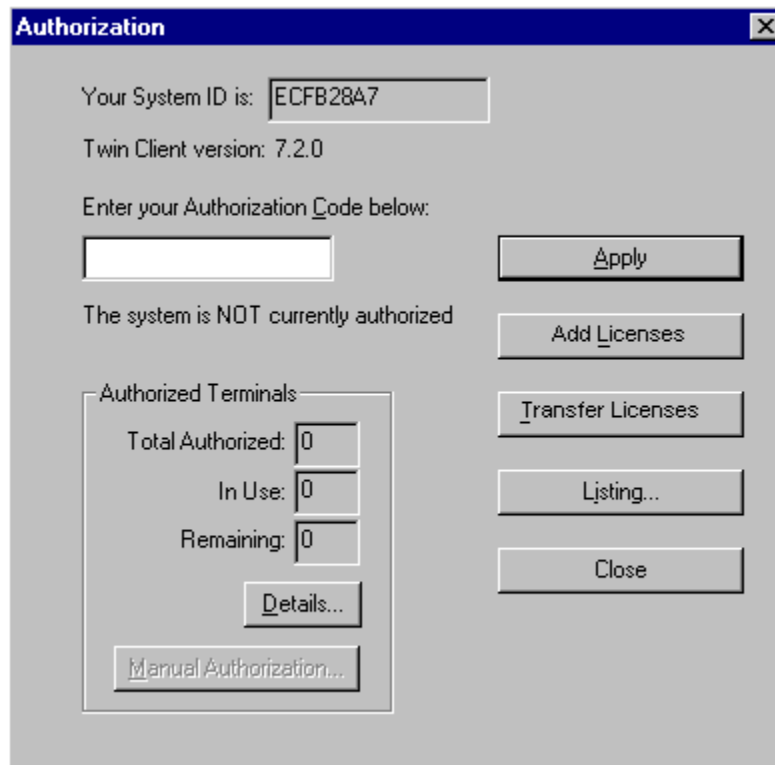 Authorization
Your System ID is: ECFB28A7
Twin Client version: 7.2.0
Enter your Authorization Code below:
Apply
The system is NOT currently authorized
Add Licenses
Authorized Terminals
Transfer Licenses
Total Authorized: 0
In Use: 0
Listing...
Remaining: 0
Close
Details...
Manual Authorization...